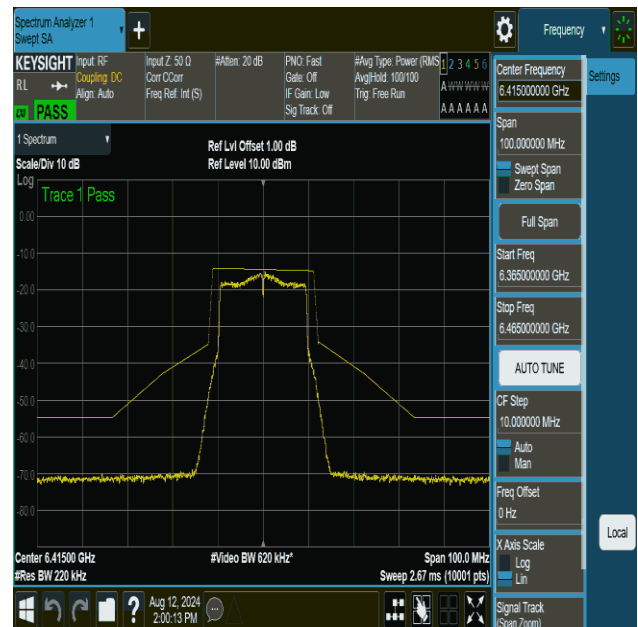 Spectrum Analyzer 1
Swept SA
+
Frequency
KEYSIGHT
RL
LXI PASS
Input: RF
Coupling: DC
Align: Auto
Input Z: 50 Ω
Corr CCorr
Freq Ref: Int (S)
#Atten: 20 dB
PNO: Fast
Gate: Off
IF Gain: Low
Sig Track: Off
#Avg Type: Power (RMS
Avg|Hold: 100/100
Trig: Free Run
1 2 3 4 5 6
A W W W W W
A A A A A A
1 Spectrum
Scale/Div 10 dB
Ref Lvl Offset 1.00 dB
Ref Level 10.00 dBm
Log
Trace 1 Pass
0.00
-10.0
-20.0
-30.0
-40.0
-50.0
-60.0
-70.0
-80.0
Center 6.41500 GHz
#Video BW 620 kHz*
Span 100.0 MHz
#Res BW 220 kHz
Sweep 2.67 ms (10001 pts)
Center Frequency
6.415000000 GHz
Settings
Span
100.000000 MHz
Swept Span
Zero Span
Full Span
Start Freq
6.365000000 GHz
Stop Freq
6.465000000 GHz
AUTO TUNE
CF Step
10.000000 MHz
Auto
Man
Freq Offset
0 Hz
X Axis Scale
Log
Lin
Local
Signal Track
(Span Zoom)
?
Aug 12, 2024
2:00:13 PM